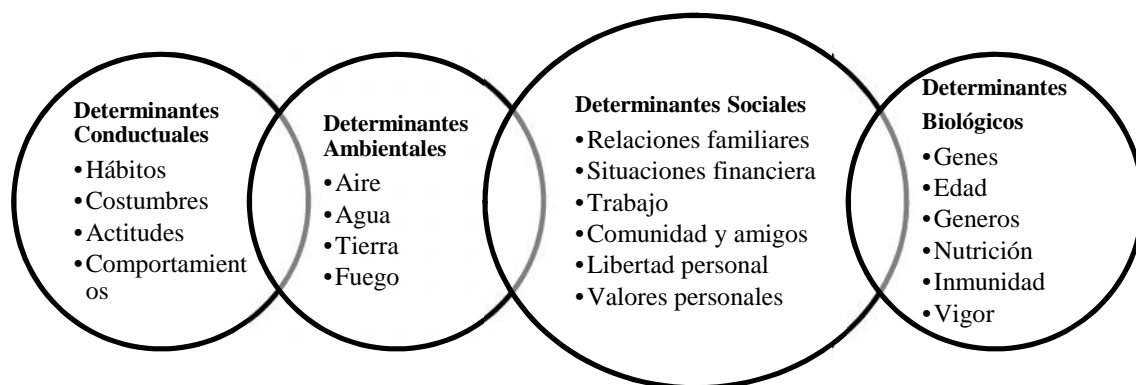 Determinantes
Conductuales
•Hábitos
•Costumbres
•Actitudes
•Comportamient
os
Determinantes
Ambientales
•Aire
•Agua
•Tierra
•Fuego
Determinantes Sociales
•Relaciones familiares
•Situaciones financiera
•Trabajo
•Comunidad y amigos
•Libertad personal
•Valores personales
Determinantes
Biológicos
•Genes
•Edad
•Generos
•Nutrición
•Inmunidad
•Vigor